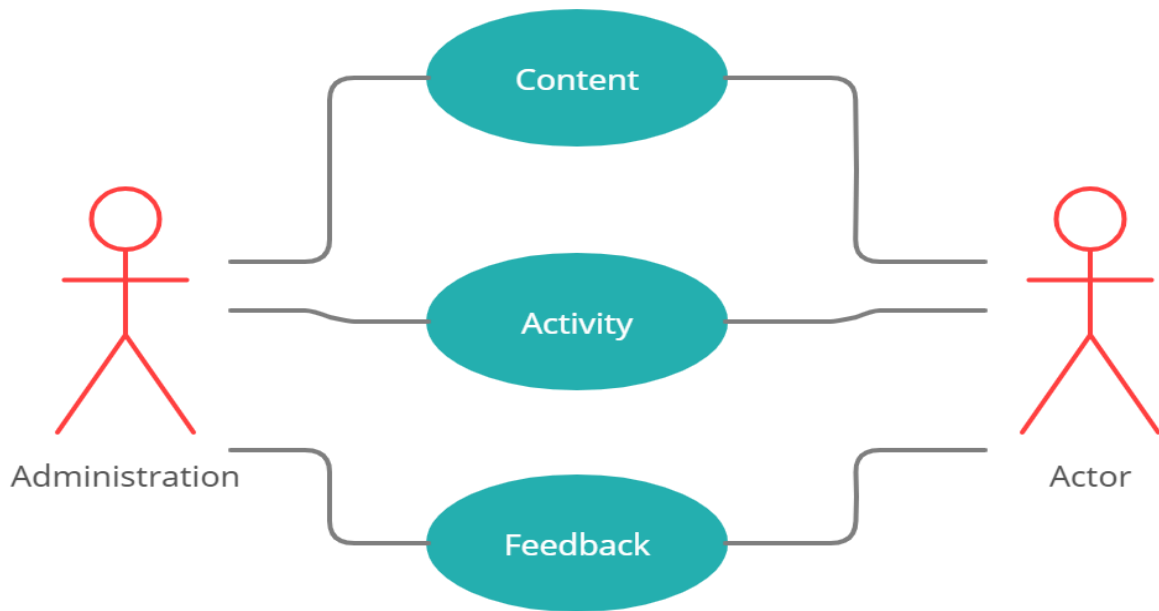 Content
Activity
Administration
Actor
Feedback